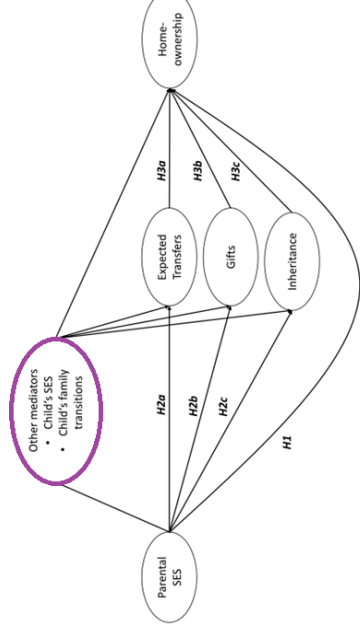 Other mediators
• Child's SES
• Child's family
transitions
Parental
SES
H2a
H2b
H2c
H1
Expected
Transfers
Gifts
Inheritance
H3a
H3b
H3c
Home-
ownership